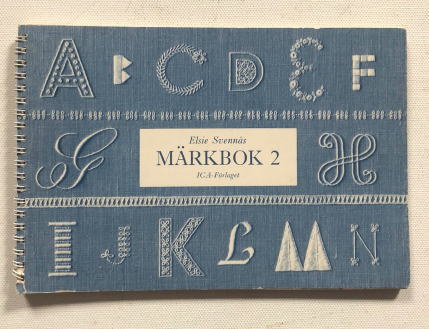 A B C D E F
Elsie Svennås
G MÄRKBOK 2 H
ICA-Förlaget
I J K L M N